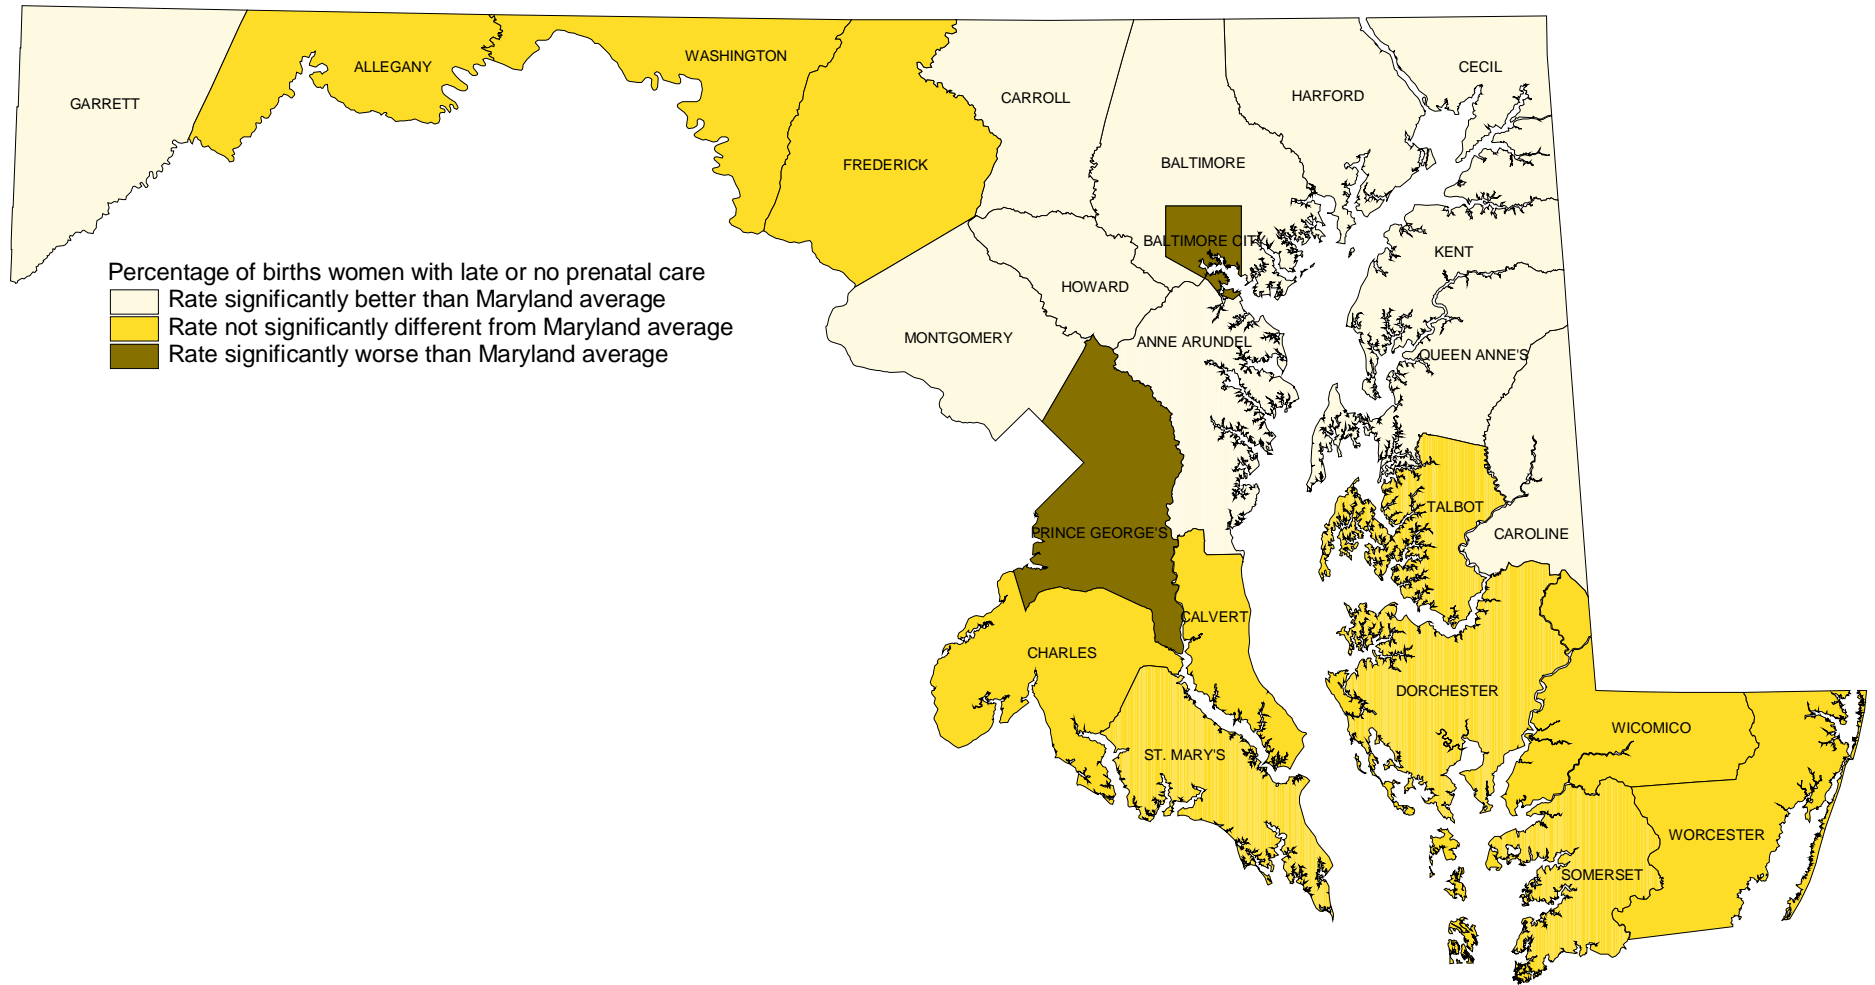 WASHINGTON
ALLEGANY
CECIL
GARRETT
CARROLL
HARFORD
FREDERICK
BALTIMORE
BALTIMORE CITY
KENT
Percentage of births women with late or no prenatal care
Rate significantly better than Maryland average
Rate not significantly different from Maryland average
Rate significantly worse than Maryland average
HOWARD
MONTGOMERY
ANNE ARUNDEL
QUEEN ANNE'S
TALBOT
PRINCE GEORGE'S
CAROLINE
CALVERT
CHARLES
DORCHESTER
WICOMICO
ST. MARY'S
WORCESTER
SOMERSET